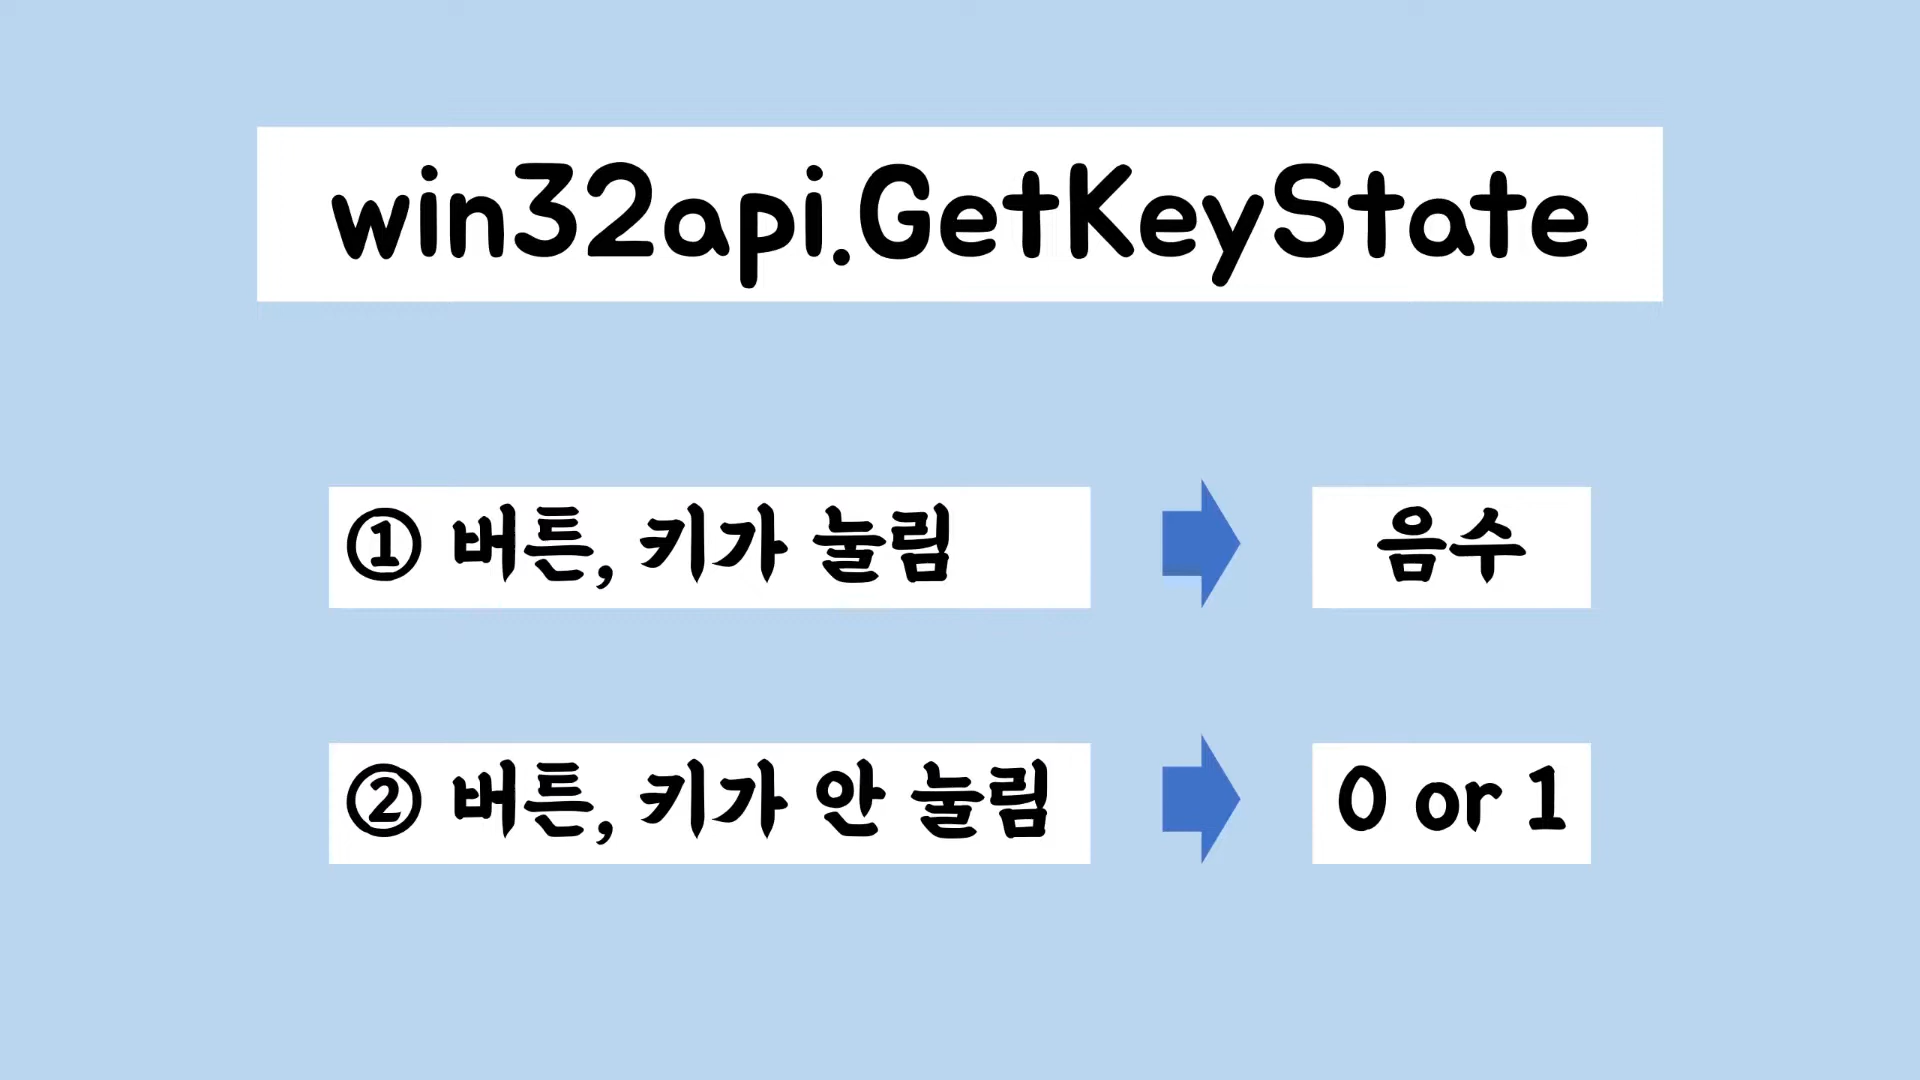 win32api.GetKeyState
① 버튼, 키가 눌림
음수
② 버튼, 키가 안 눌림
0 or 1